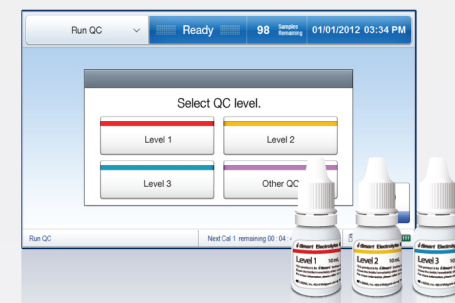 Run QC
Ready
98 Samples Remaining
01/01/2012 03:34 PM
Select QC level.
Level 1
Level 2
Level 3
Other QC
Run QC
Next Cal 1 remaining 00 : 04 :
Level 1 10 mL
Level 2 10 mL
Level 3 10